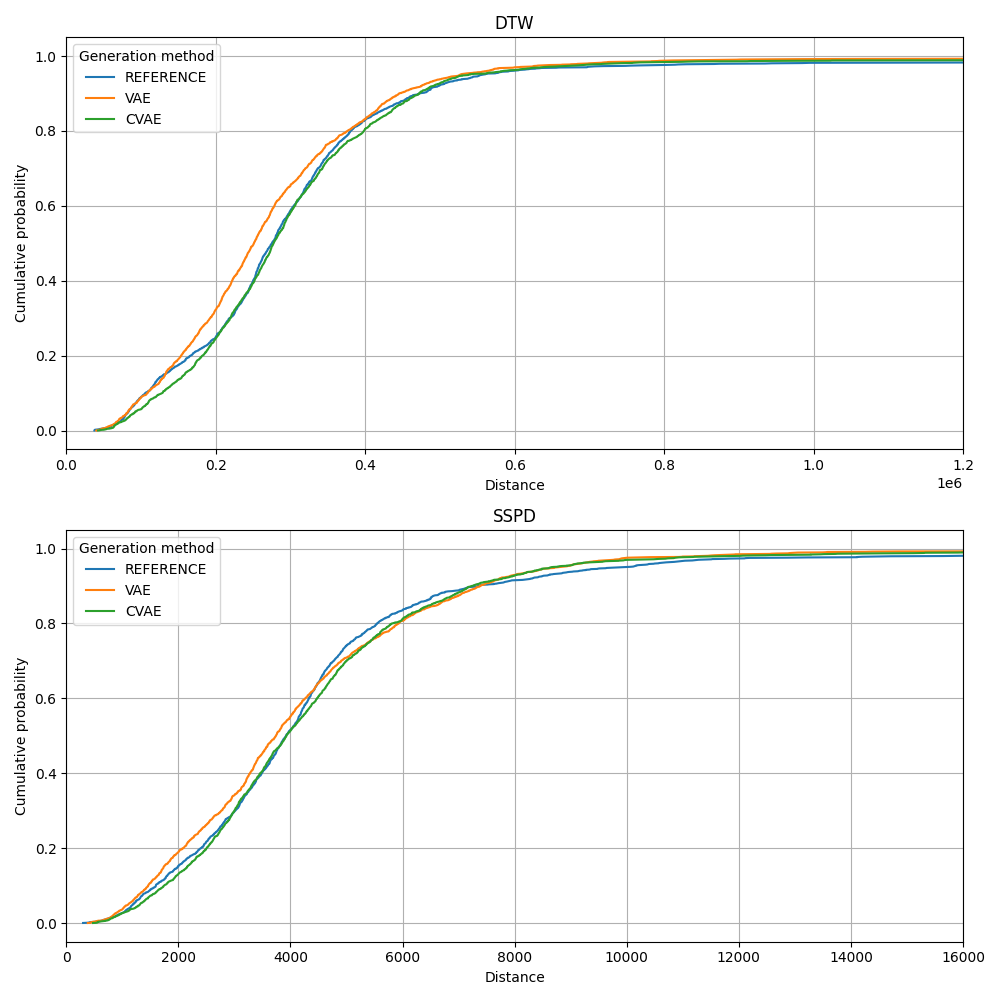 DTW
Generation method
REFERENCE
VAE
CVAE
Cumulative probability
1.0
0.8
0.6
0.4
0.2
0.0
0.0 0.2 0.4 0.6 0.8 1.0 1.2
1e6
Distance
SSPD
Generation method
REFERENCE
VAE
CVAE
Cumulative probability
1.0
0.8
0.6
0.4
0.2
0.0
0 2000 4000 6000 8000 10000 12000 14000 16000
Distance